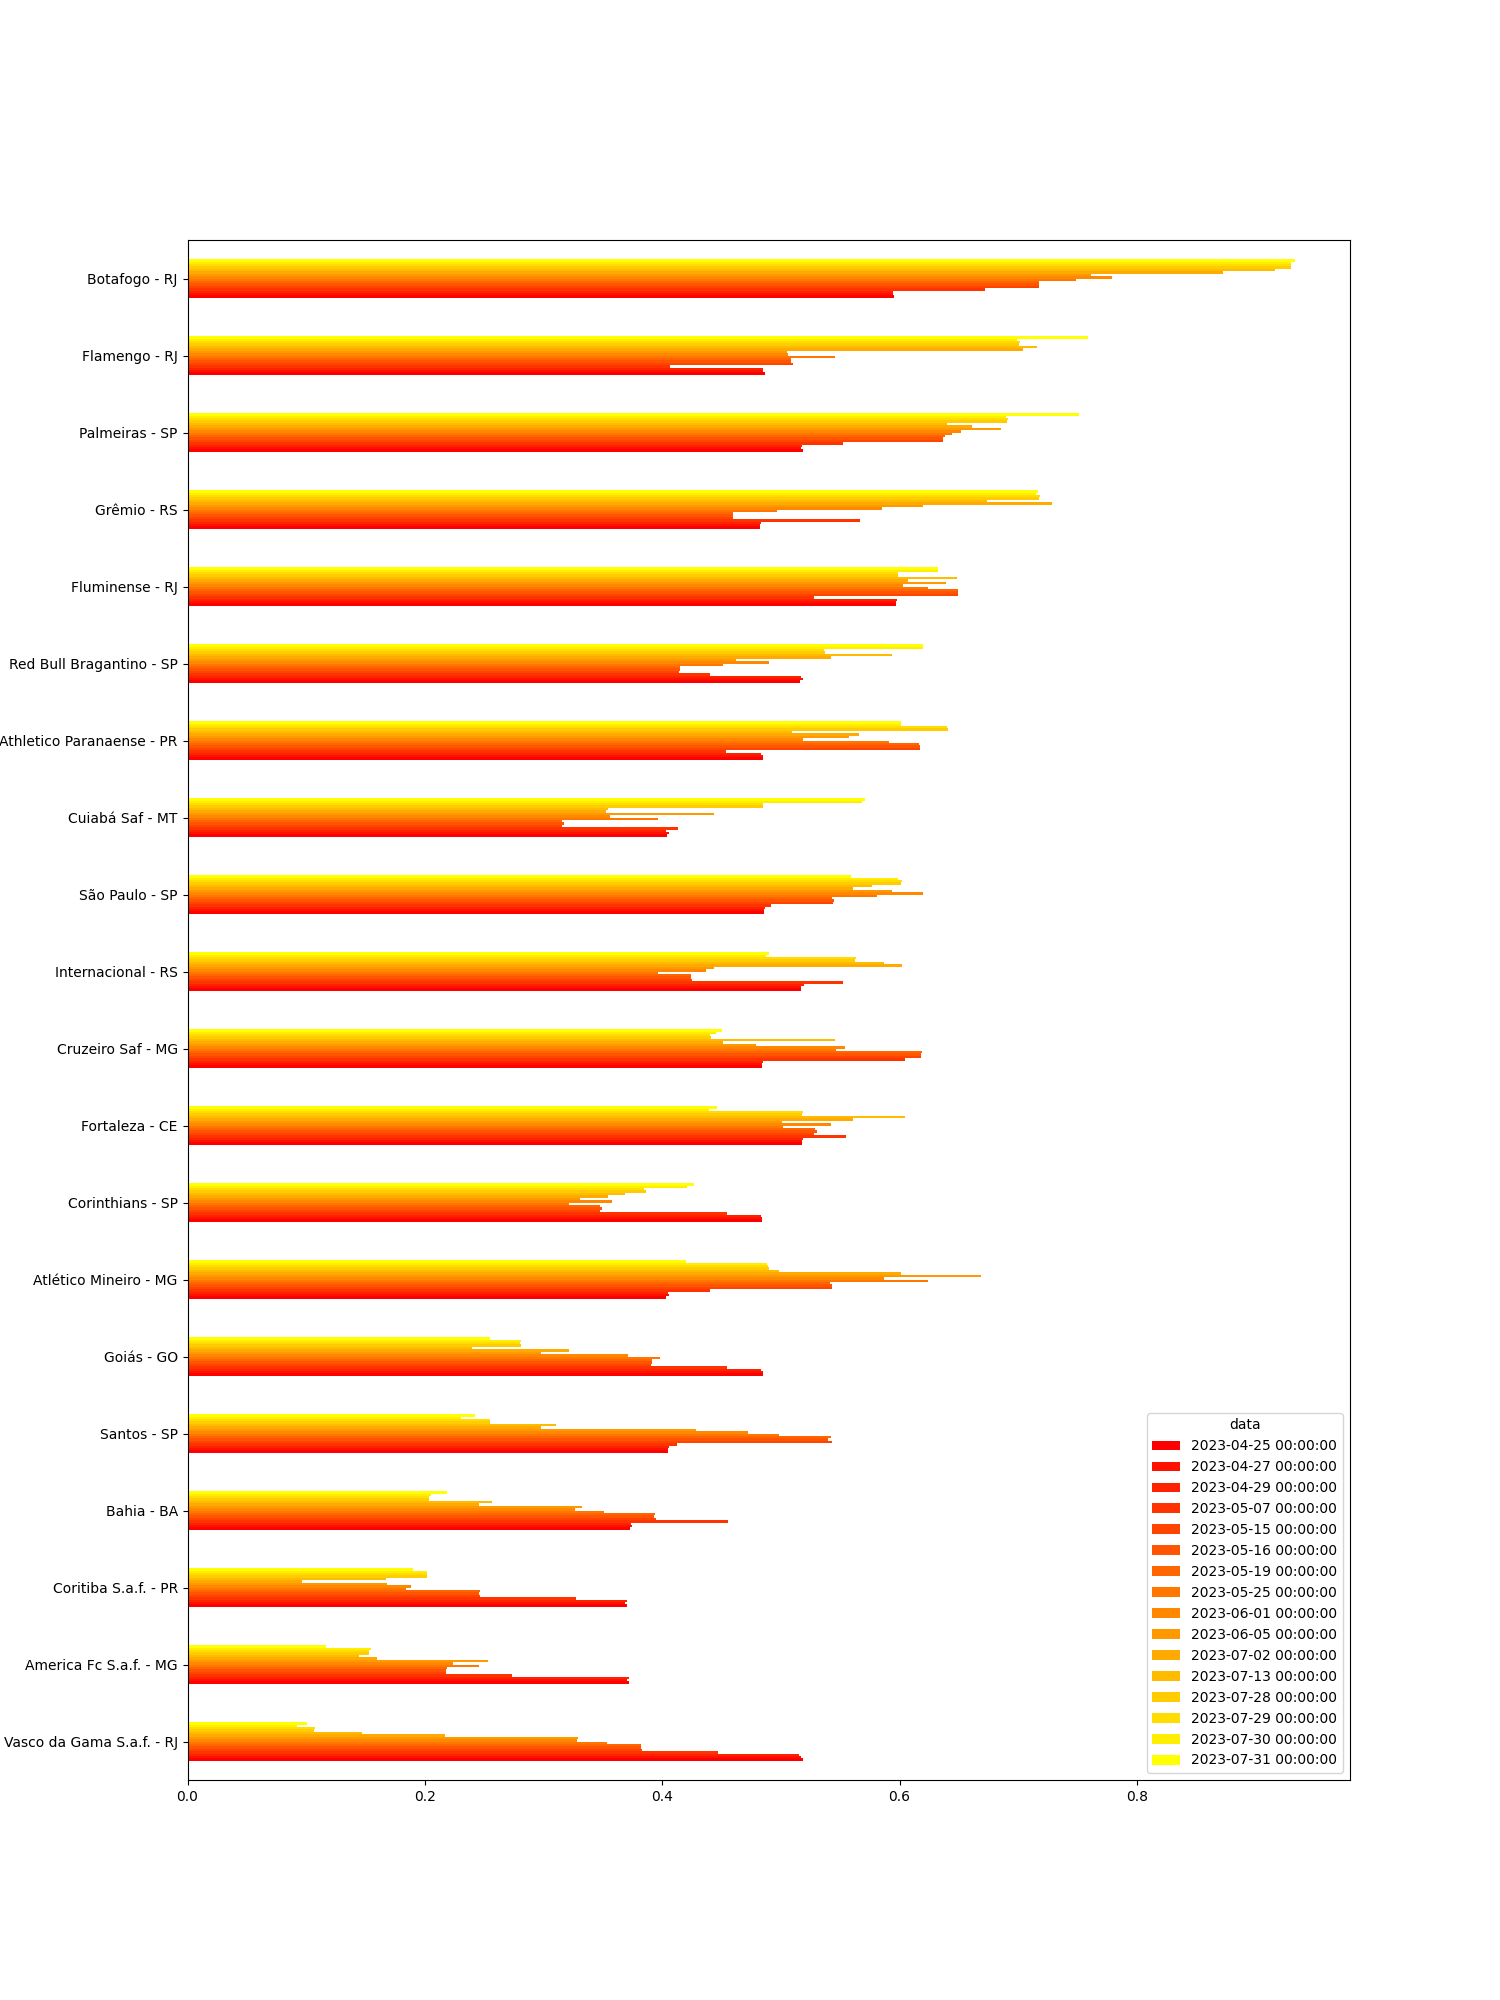 Botafogo - RJ
Flamengo - RJ
Palmeiras - SP
Grêmio - RS
Fluminense - RJ
Red Bull Bragantino - SP
Athletico Paranaense - PR
Cuiabá Saf - MT
São Paulo - SP
Internacional - RS
Cruzeiro Saf - MG
Fortaleza - CE
Corinthians - SP
Atlético Mineiro - MG
Goiás - GO
Santos - SP
Bahia - BA
Coritiba S.a.f. - PR
America Fc S.a.f. - MG
Vasco da Gama S.a.f. - RJ
0.0 0.2 0.4 0.6 0.8
data
2023-04-25 00:00:00
2023-04-27 00:00:00
2023-04-29 00:00:00
2023-05-07 00:00:00
2023-05-15 00:00:00
2023-05-16 00:00:00
2023-05-19 00:00:00
2023-05-25 00:00:00
2023-06-01 00:00:00
2023-06-05 00:00:00
2023-07-02 00:00:00
2023-07-13 00:00:00
2023-07-28 00:00:00
2023-07-29 00:00:00
2023-07-30 00:00:00
2023-07-31 00:00:00